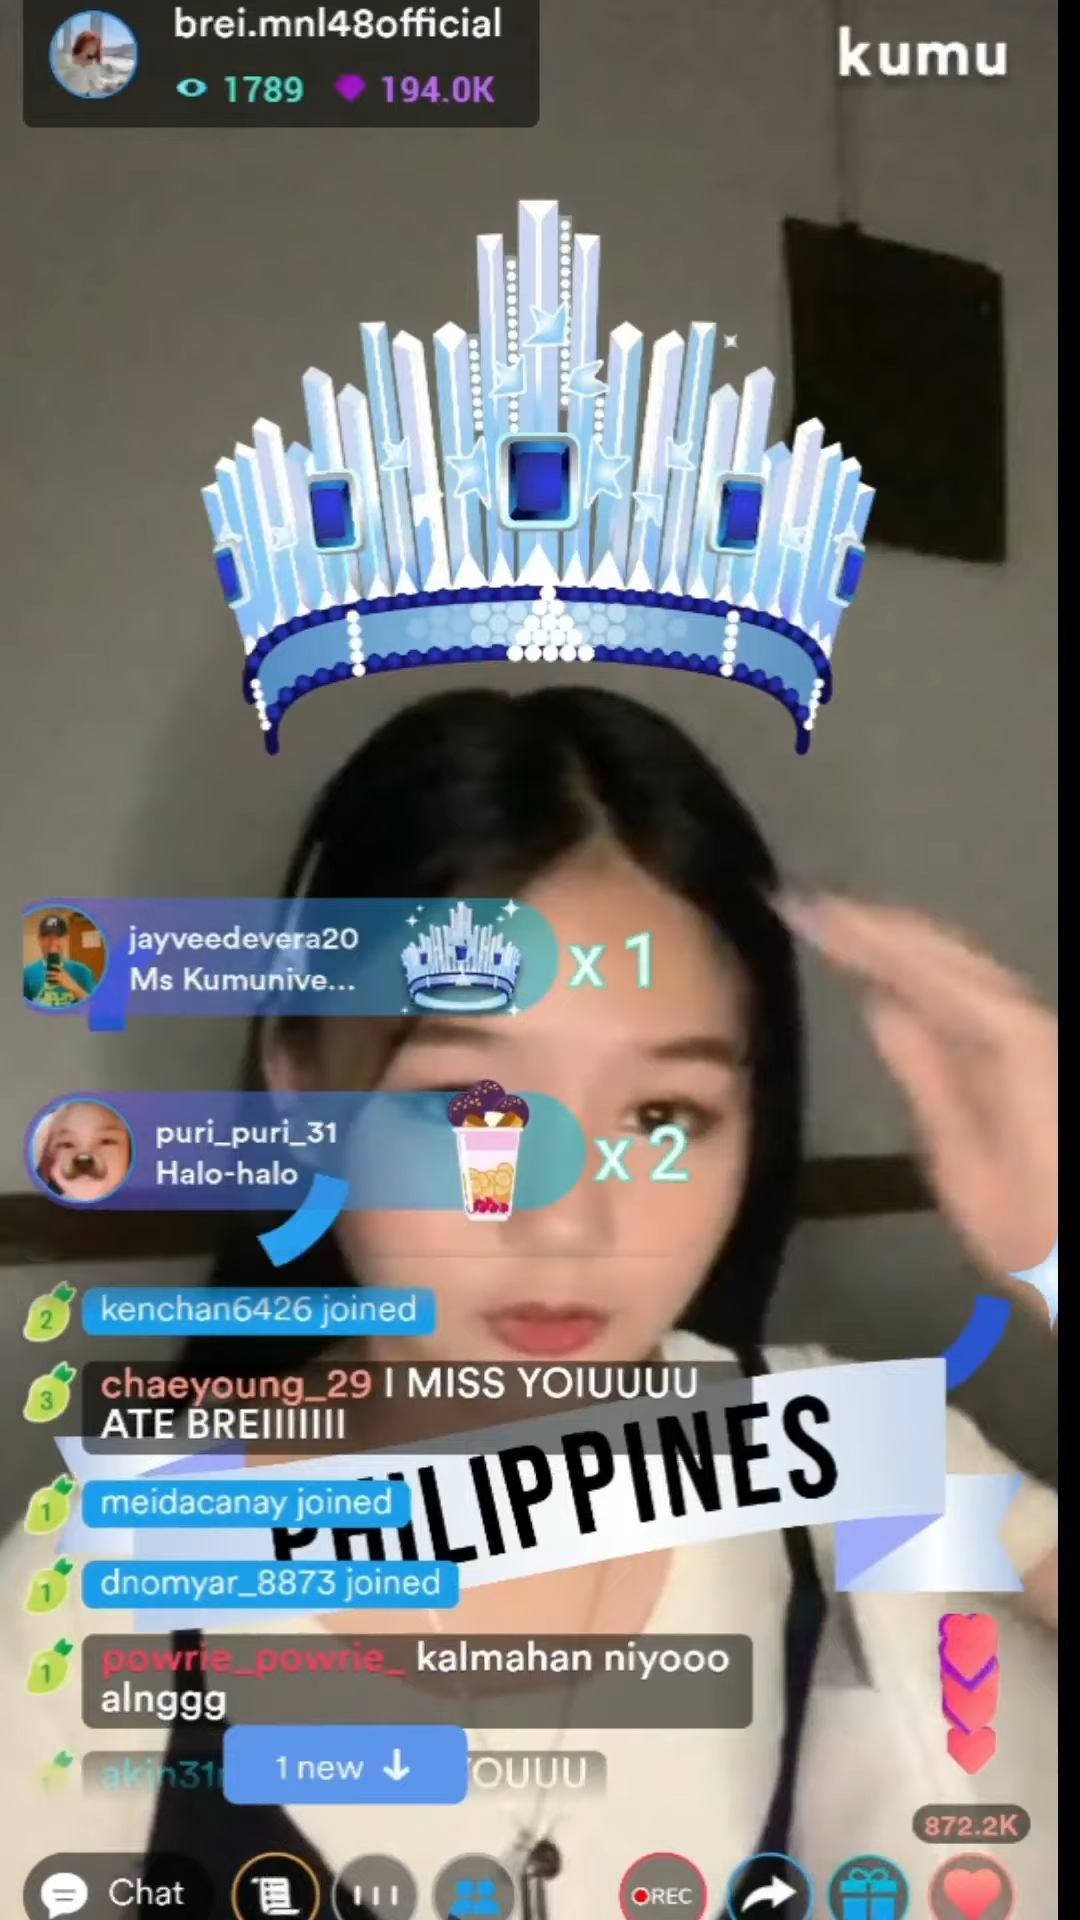 brei.mnl48official
kumu
1789 194.0K
jayveedevera20
Ms Kumunive...
x 1
puri_puri_31
Halo-halo
x 2
2 kenchan6426 joined
3 chaeyoung_29 I MISS YOIUUUU
ATE BREIIIIIII
PHILIPPINES
1 meidacanay joined
1 dnomyar_8873 joined
1 powrie_powrie_ kalmahan niyooo
alnggg
1 new
OUUU
872.2K
Chat
REC